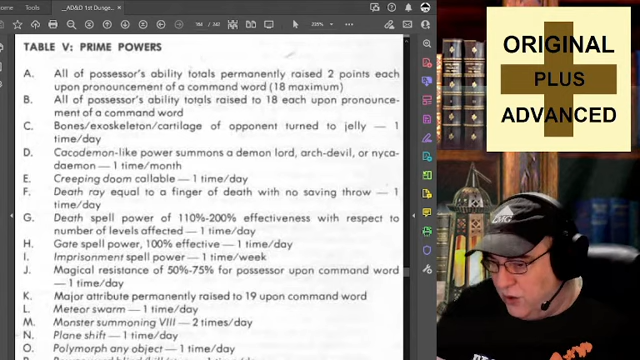 Home
Tools
__AD&D 1st Dunge...
TABLE V: PRIME POWERS
A. All of possessor's ability totals permanently raised 2 points each
upon pronouncement of a command word (18 maximum)
B. All of possessor's ability totals raised to 18 each upon pronounce-
ment of a command word
C. Bones/exoskeleton/cartilage of opponent turned to jelly — 1
time/day
D. Cacodemon-like power summons a demon lord, arch-devil, or nyca-
daemon — 1 time/month
E. Creeping doom callable — 1 time/day
F. Death ray equal to a finger of death with no saving throw — 1
time/day
G. Death spell power of 110%-200% effectiveness with respect to
number of levels affected — 1 time/day
H. Gate spell power, 100% effective — 1 time/day
I. Imprisonment spell power — 1 time/week
J. Magical resistance of 50%-75% for possessor upon command word
— 1 time/day
K. Major attribute permanently raised to 19 upon command word
L. Meteor swarm — 1 time/day
M. Monster summoning VIII — 2 times/day
N. Plane shift — 1 time/day
O. Polymorph any object — 1 time/day
ORIGINAL
PLUS
ADVANCED